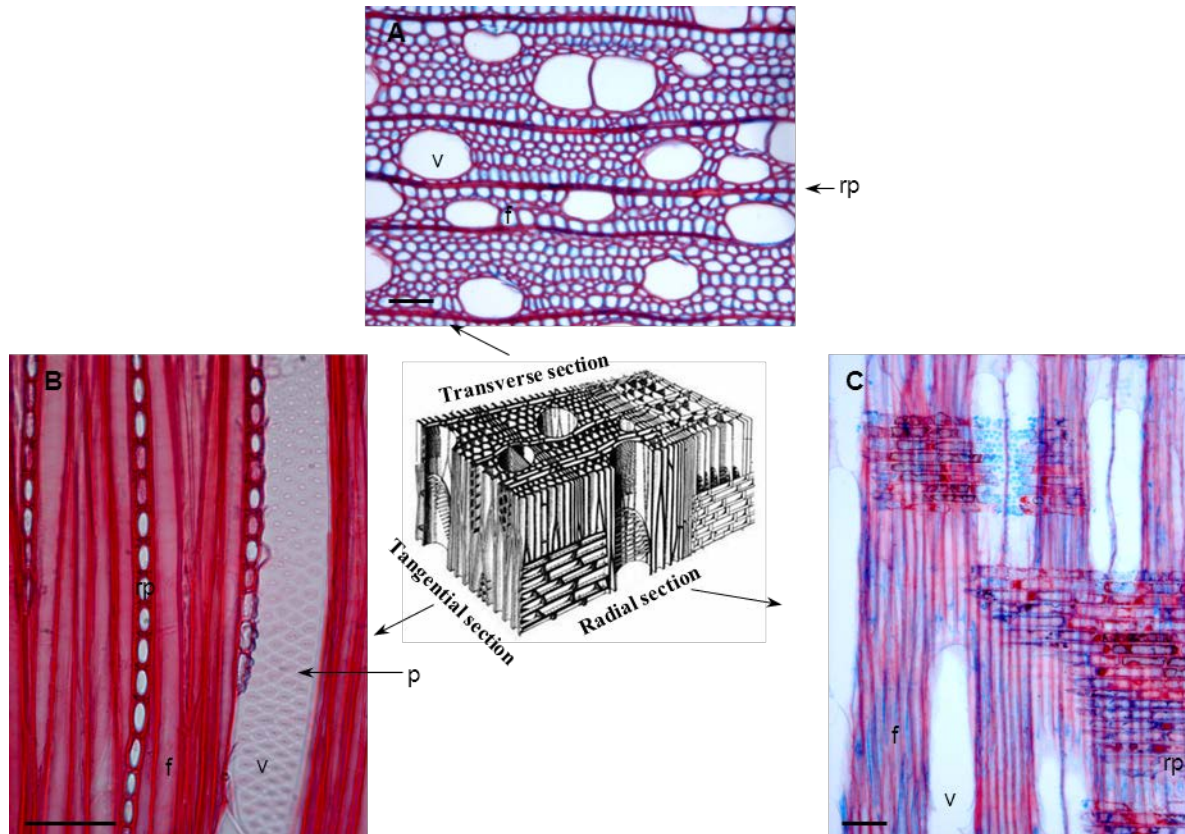 A
v
rp
f
Transverse section
B
C
Tangential section
Radial section
rp
p
f
v
f
rp
v